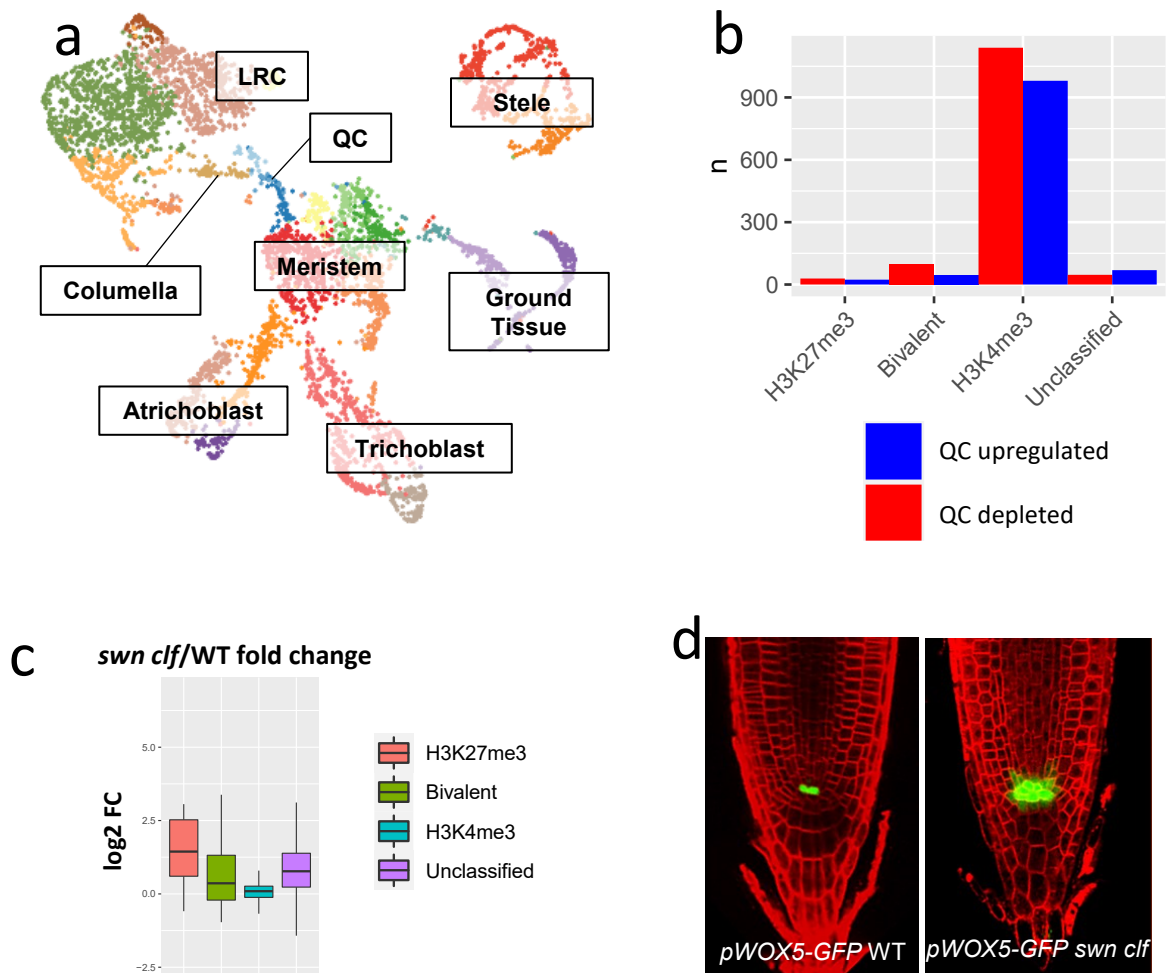 a
LRC
QC
Stele
Columella
Meristem
Ground
Tissue
Atrichoblast
Trichoblast
b
n
900
600
300
0
H3K27me3
Bivalent
H3K4me3
Unclassified
QC upregulated
QC depleted
c
swn clf/WT fold change
log2 FC
5.0
2.5
0.0
−2.5
H3K27me3
Bivalent
H3K4me3
Unclassified
d
pWOX5-GFP WT
pWOX5-GFP swn clf